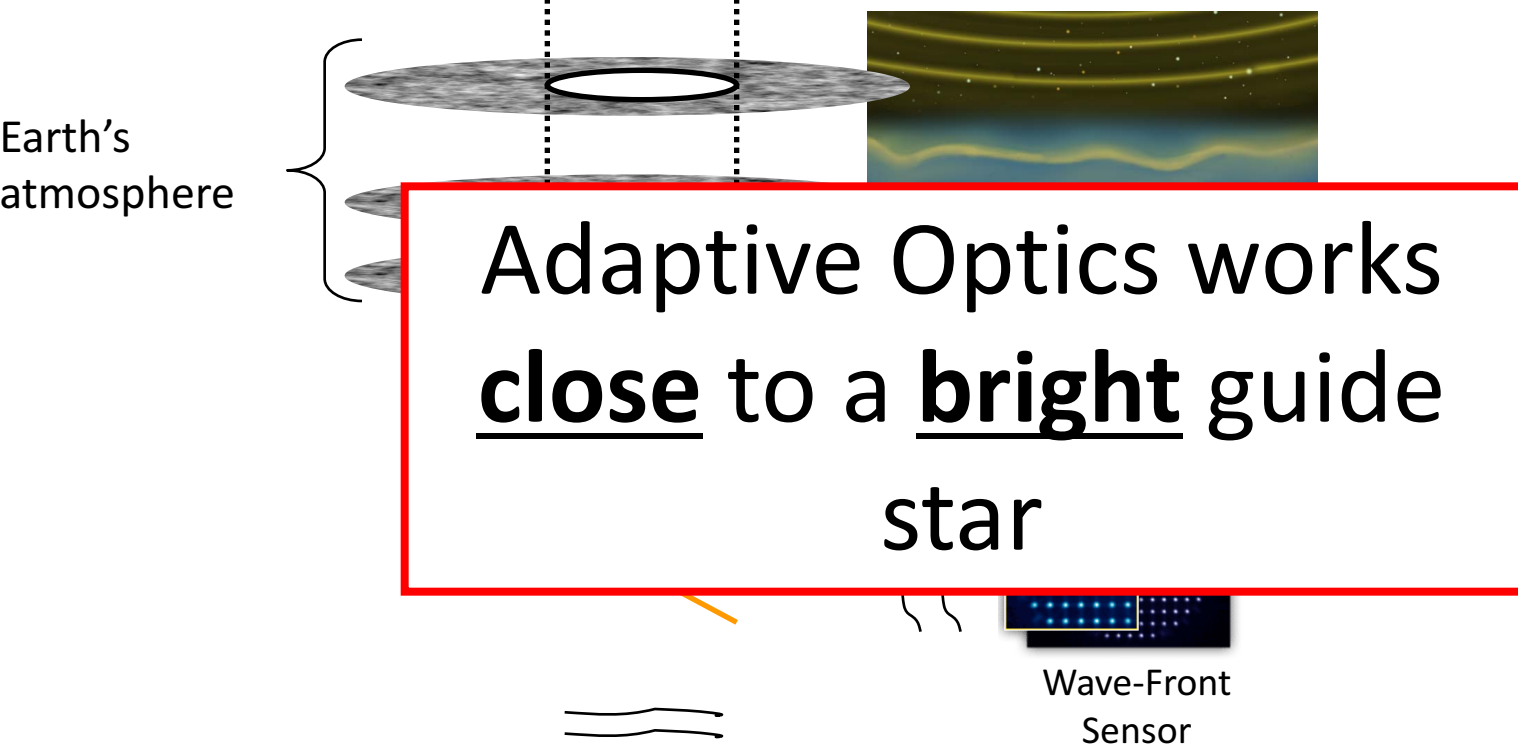 Earth’s
atmosphere
Adaptive Optics works
close to a bright guide
star
Wave-Front
Sensor